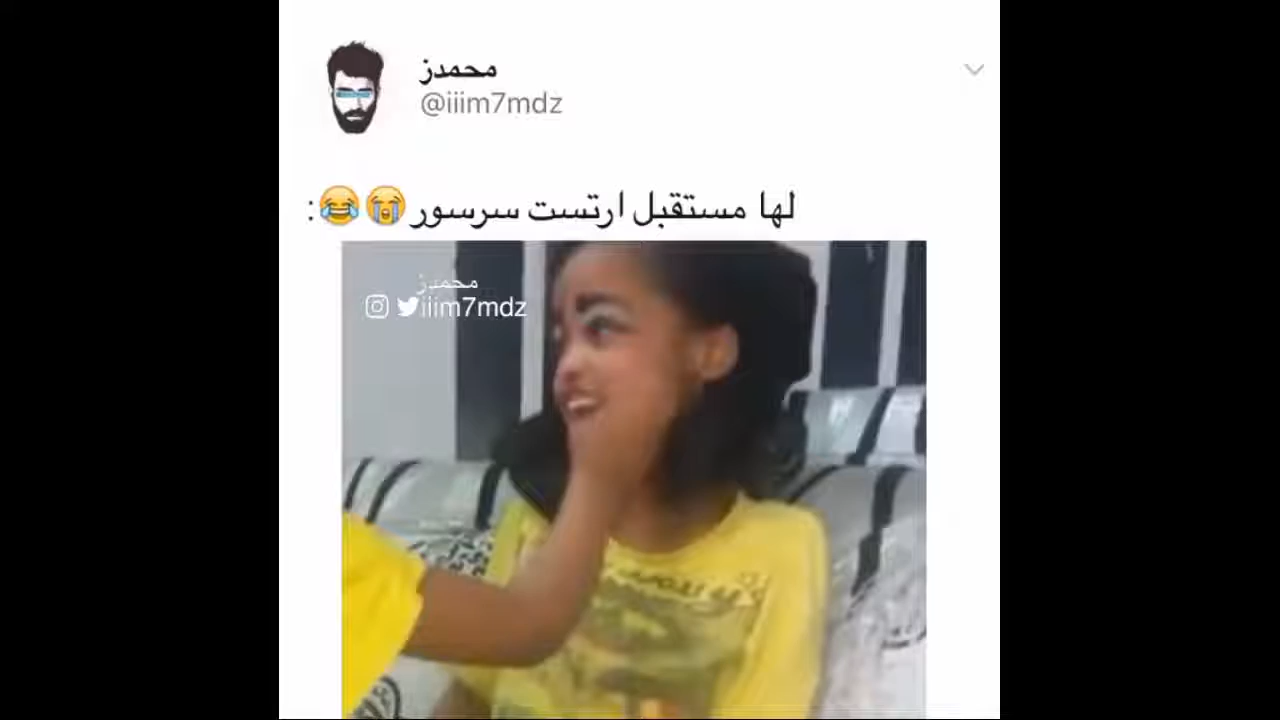 محمدز
@iiim7mdz
لها مستقبل ارتست سرسور😭😂:
محمدز
iiim7mdz